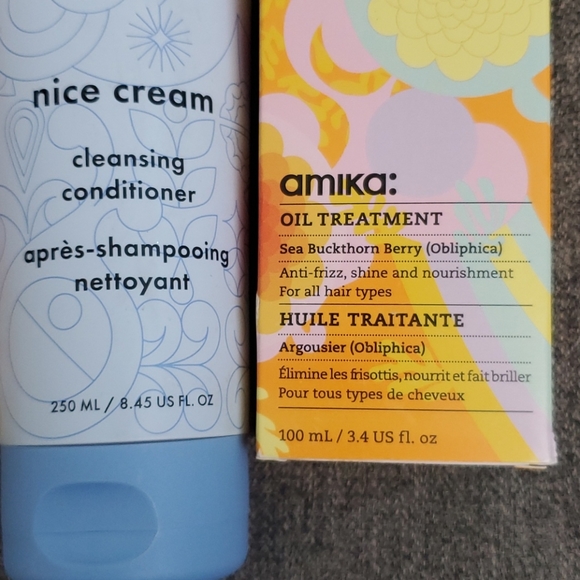 nice cream
cleansing
conditioner
après-shampooing
nettoyant
250 ML / 8.45 US FL. OZ
amika:
OIL TREATMENT
Sea Buckthorn Berry (Obliphica)
Anti-frizz, shine and nourishment
For all hair types
HUILE TRAITANTE
Argousier (Obliphica)
Élimine les frisottis, nourrit et fait briller
Pour tous types de cheveux
100 mL / 3.4 US fl. oz